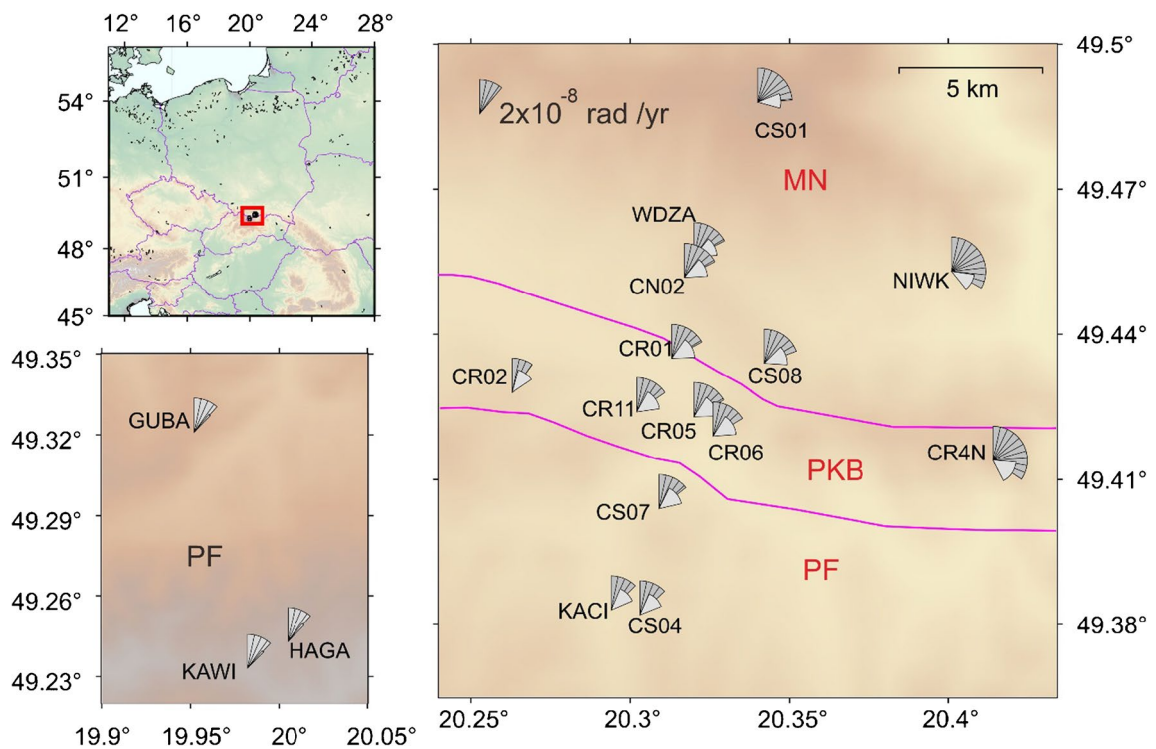 12° 16° 20° 24° 28°
54°
51°
48°
45°
49.35°
49.32°
49.29°
49.26°
49.23°
19.9° 19.95° 20° 20.05°
GUBA
PF
HAGA
KAWI
2x10⁻⁸ rad /yr
5 km
CS01
MN
WDZA
CN02
NIWK
CR01
CS08
CR02
CR11
CR05
CR06
CR4N
PKB
CS07
PF
KACI
CS04
49.5°
49.47°
49.44°
49.41°
49.38°
20.25° 20.3° 20.35° 20.4°